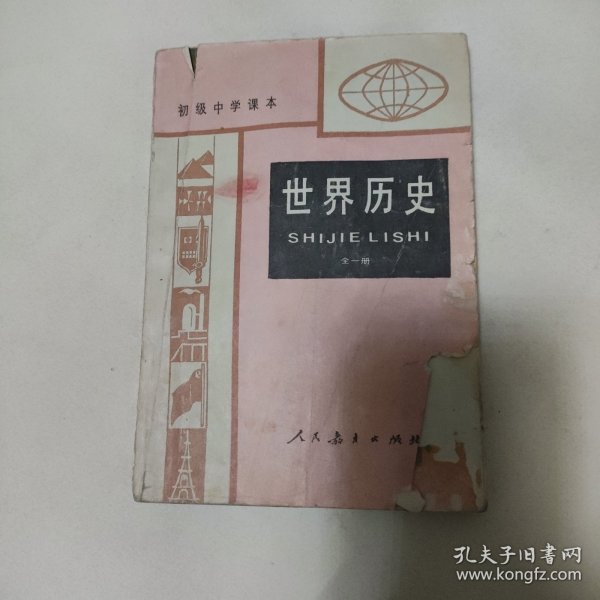 初级中学课本
世界历史
SHIJIE LISHI
全一册
人民教育出版社
孔夫子旧书网
www.kongfz.com